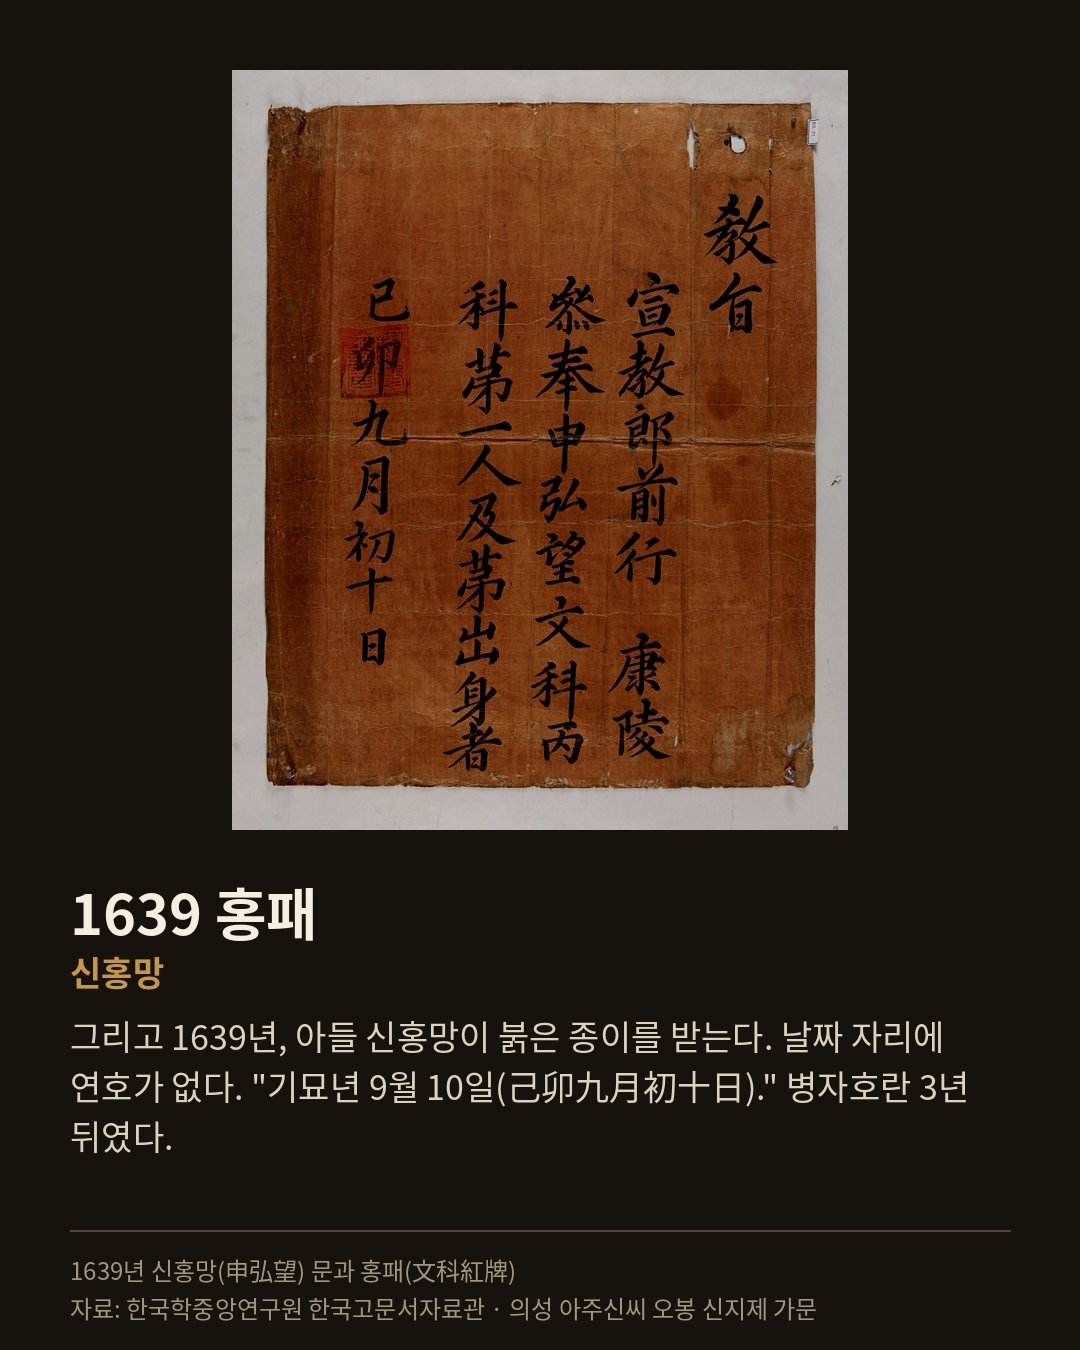 敎旨
宣教郎前行 康陵
叅奉申弘望文科丙
科苐一人及苐出身者
己卯九月初十日
1639 홍패
신홍망
그리고 1639년, 아들 신홍망이 붉은 종이를 받는다. 날짜 자리에
연호가 없다. "기묘년 9월 10일(己卯九月初十日)." 병자호란 3년
뒤였다.
1639년 신홍망(申弘望) 문과 홍패(文科紅牌)
자료: 한국학중앙연구원 한국고문서자료관 · 의성 아주신씨 오봉 신지제 가문